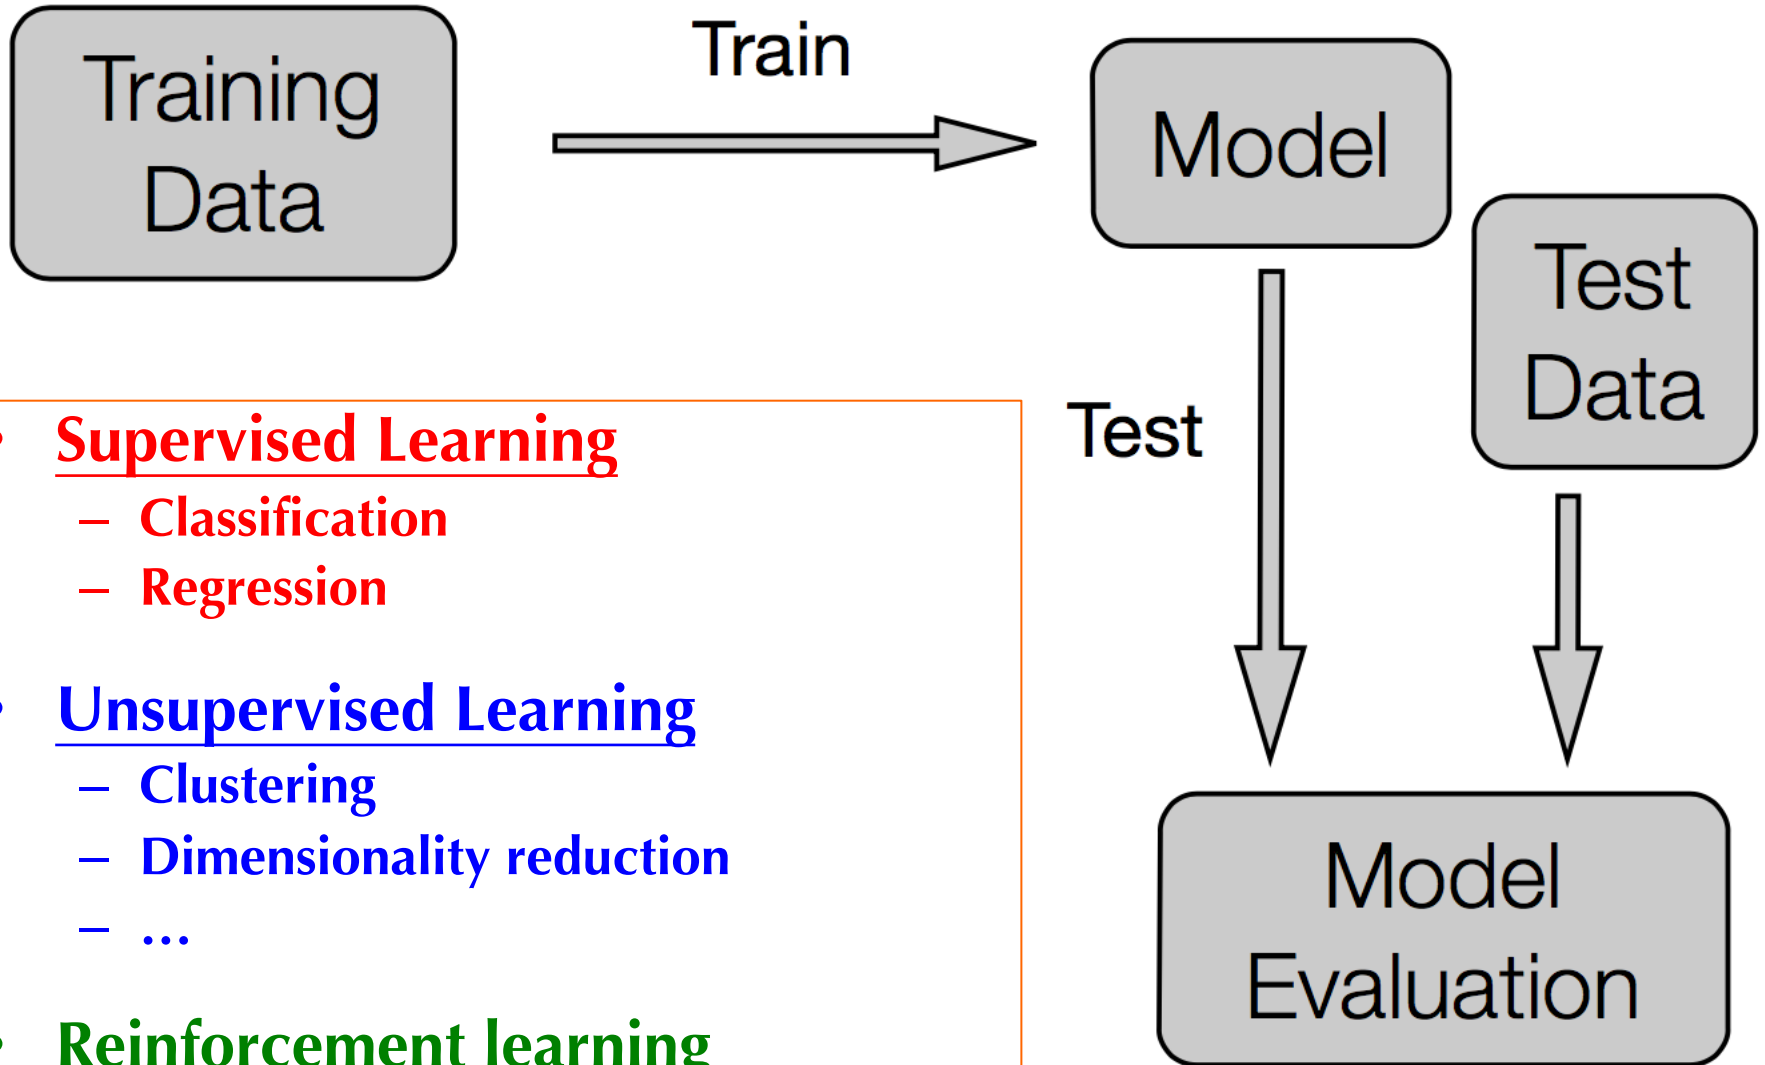 Training
Data
Train
Model
Test
Data
Test
• Supervised Learning
– Classification
– Regression
• Unsupervised Learning
– Clustering
– Dimensionality reduction
– ...
• Reinforcement learning
Model
Evaluation